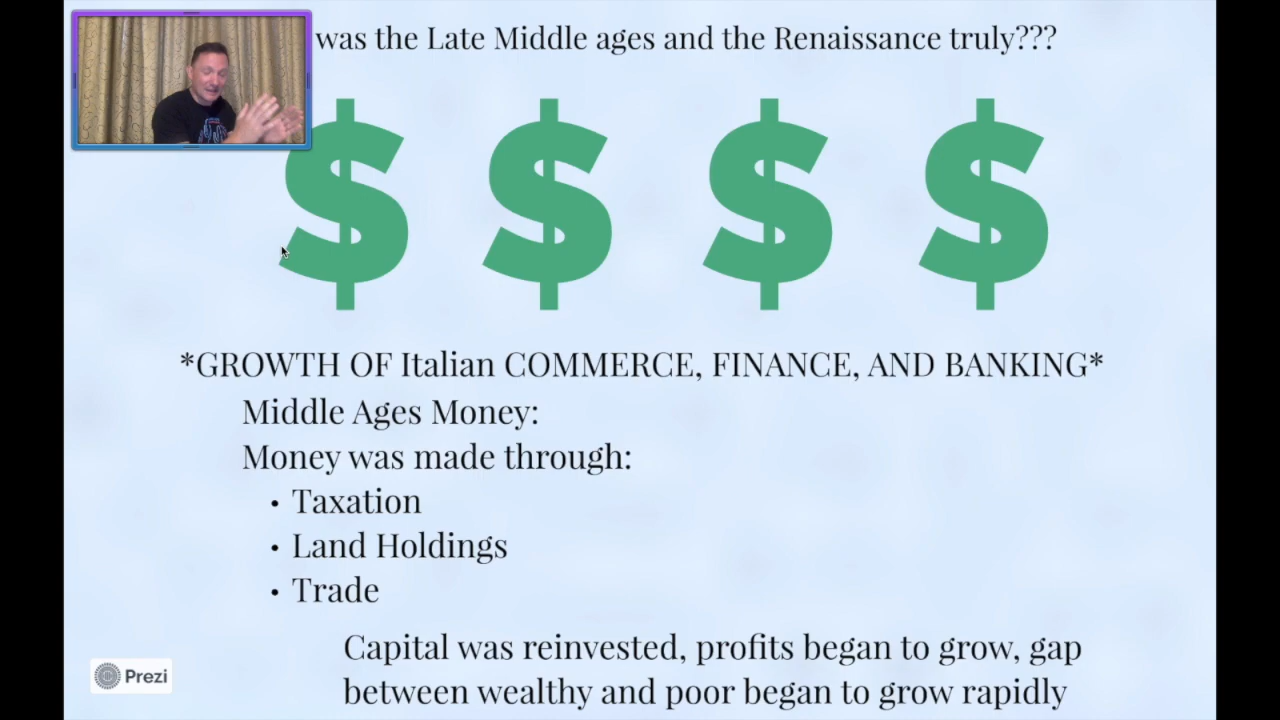 was the Late Middle ages and the Renaissance truly???
$ $ $ $
*GROWTH OF Italian COMMERCE, FINANCE, AND BANKING*
Middle Ages Money:
Money was made through:
• Taxation
• Land Holdings
• Trade
Capital was reinvested, profits began to grow, gap
between wealthy and poor began to grow rapidly
Prezi